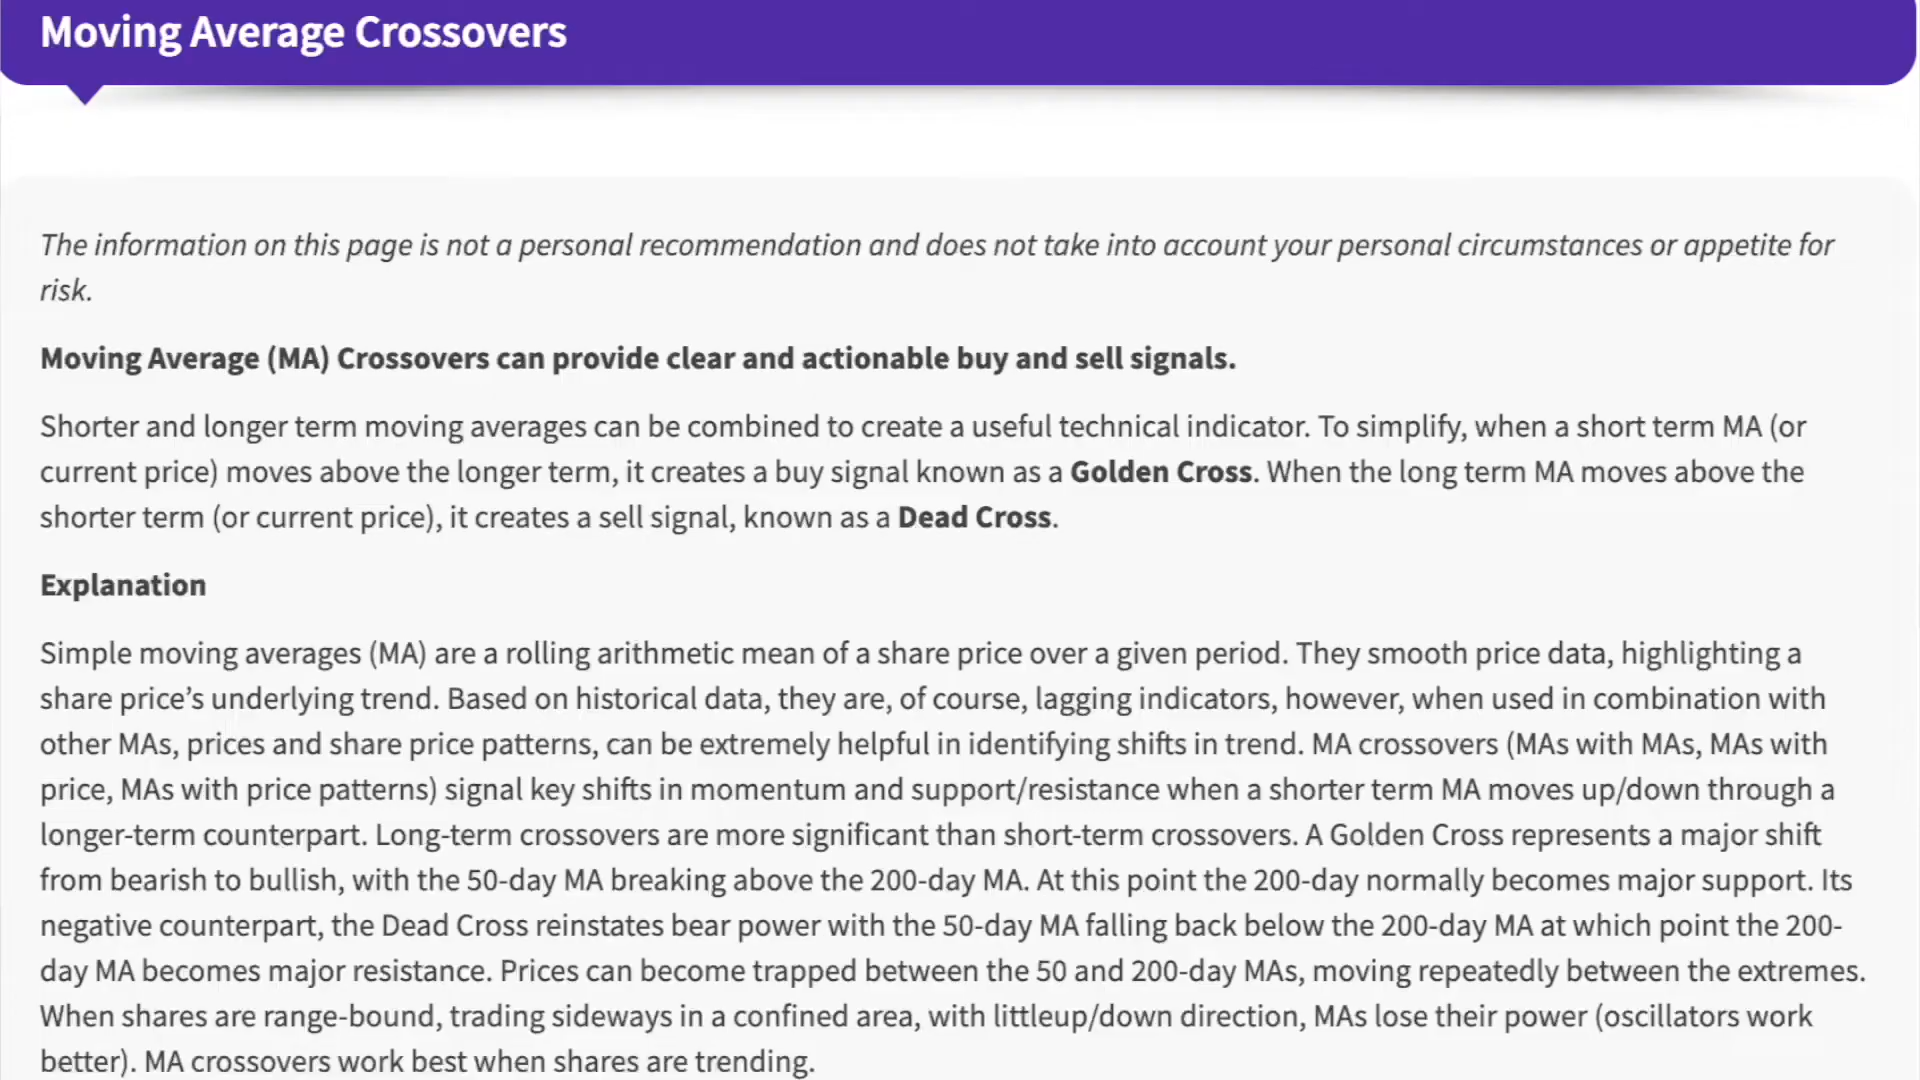 Moving Average Crossovers
The information on this page is not a personal recommendation and does not take into account your personal circumstances or appetite for
risk.
Moving Average (MA) Crossovers can provide clear and actionable buy and sell signals.
Shorter and longer term moving averages can be combined to create a useful technical indicator. To simplify, when a short term MA (or
current price) moves above the longer term, it creates a buy signal known as a Golden Cross. When the long term MA moves above the
shorter term (or current price), it creates a sell signal, known as a Dead Cross.
Explanation
Simple moving averages (MA) are a rolling arithmetic mean of a share price over a given period. They smooth price data, highlighting a
share price’s underlying trend. Based on historical data, they are, of course, lagging indicators, however, when used in combination with
other MAs, prices and share price patterns, can be extremely helpful in identifying shifts in trend. MA crossovers (MAs with MAs, MAs with
price, MAs with price patterns) signal key shifts in momentum and support/resistance when a shorter term MA moves up/down through a
longer-term counterpart. Long-term crossovers are more significant than short-term crossovers. A Golden Cross represents a major shift
from bearish to bullish, with the 50-day MA breaking above the 200-day MA. At this point the 200-day normally becomes major support. Its
negative counterpart, the Dead Cross reinstates bear power with the 50-day MA falling back below the 200-day MA at which point the 200-
day MA becomes major resistance. Prices can become trapped between the 50 and 200-day MAs, moving repeatedly between the extremes.
When shares are range-bound, trading sideways in a confined area, with littleup/down direction, MAs lose their power (oscillators work
better). MA crossovers work best when shares are trending.